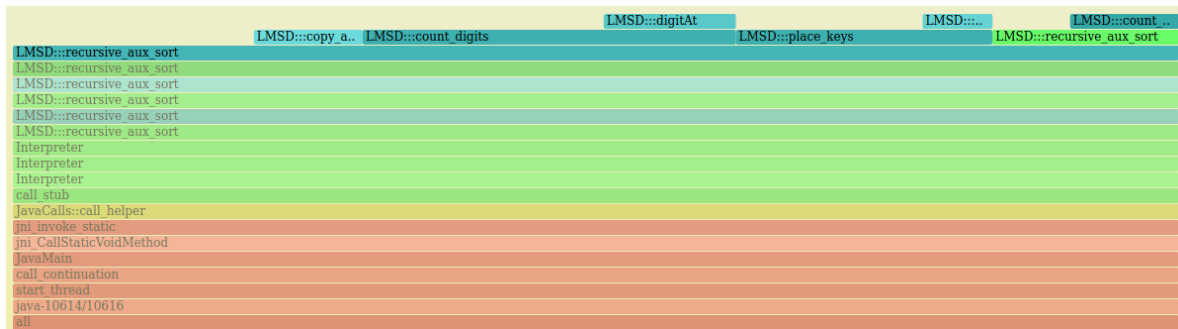 LMSD:::digitAt LMSD:::.. LMSD:::count_..
LMSD:::copy_a.. LMSD:::count_digits LMSD:::place_keys LMSD:::recursive_aux_sort
LMSD:::recursive_aux_sort
LMSD:::recursive_aux_sort
LMSD:::recursive_aux_sort
LMSD:::recursive_aux_sort
LMSD:::recursive_aux_sort
LMSD:::recursive_aux_sort
Interpreter
Interpreter
Interpreter
call_stub
JavaCalls::call_helper
jni_invoke_static
jni_CallStaticVoidMethod
JavaMain
call_continuation
start_thread
java-10614/10616
all